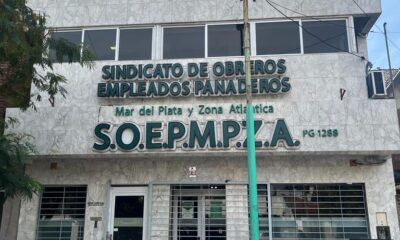 SINDICATO DE OBREROS
EMPLEADOS PANADEROS
Mar del Plata y Zona Atlántica
S.O.E.P.M.P.Z.A. PG 1288